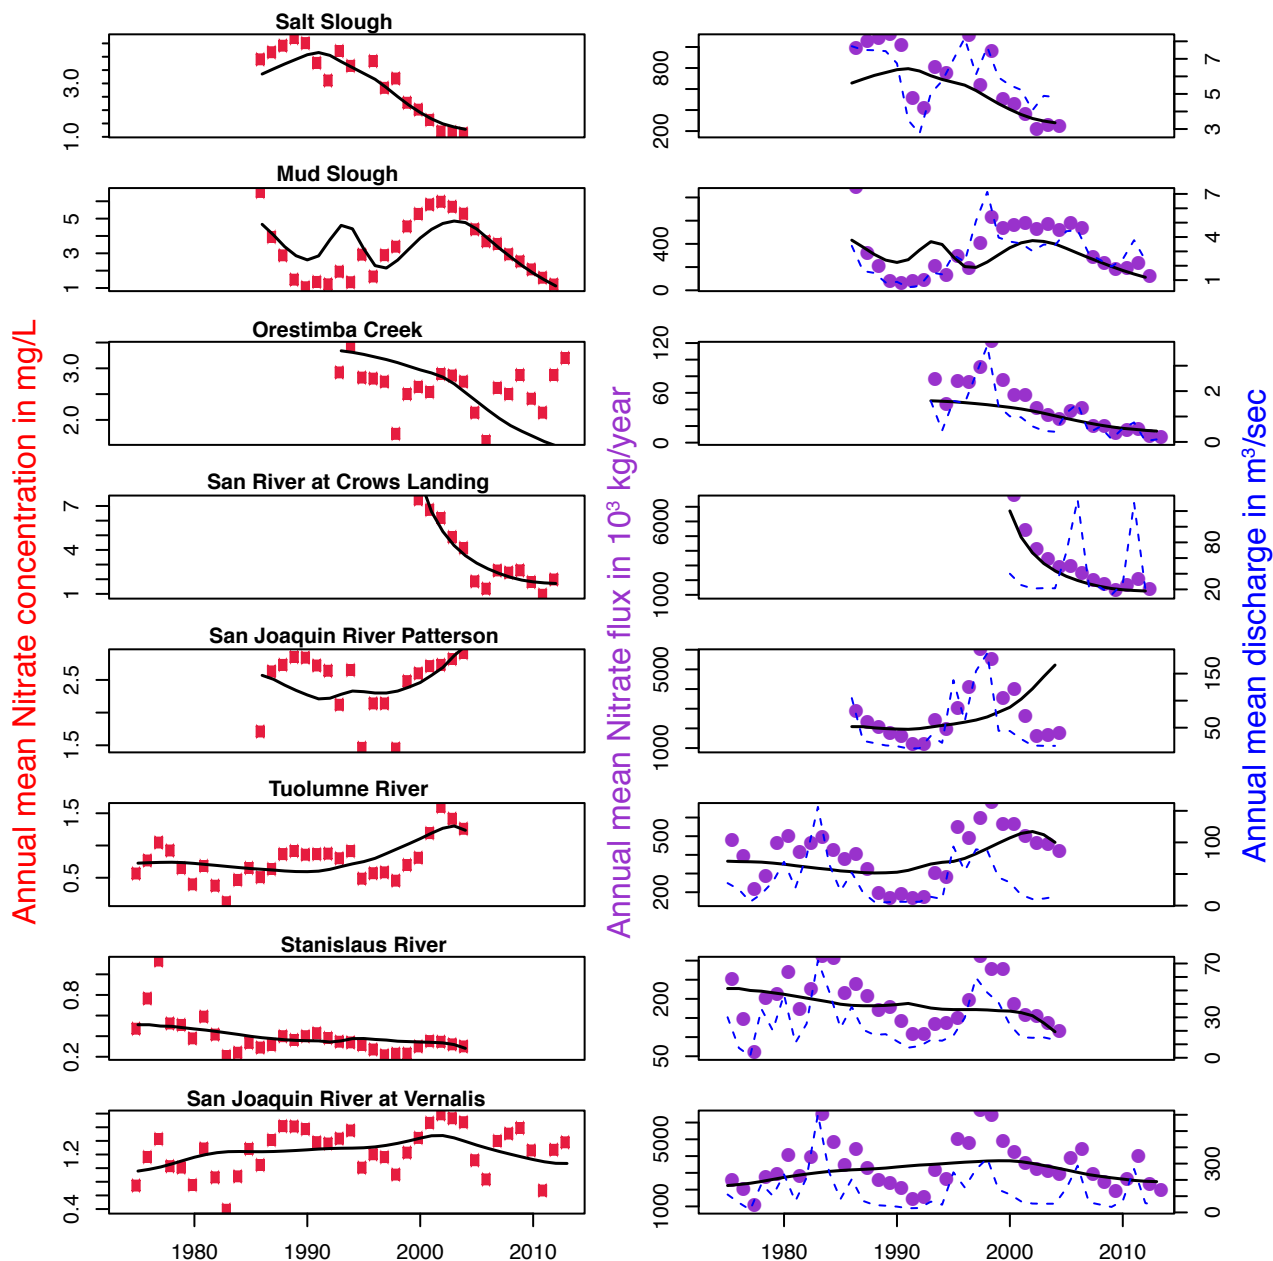 Salt Slough
1.0 3.0
200 800
3 5 7
Mud Slough
1 3 5
0 400
1 4 7
Orestimba Creek
2.0 3.0
0 60 120
0 2
San River at Crows Landing
1 4 7
1000 6000
20 80
San Joaquin River Patterson
1.5 2.5
1000 5000
50 150
Tuolumne River
0.5 1.5
200 500
0 100
Stanislaus River
0.2 0.8
50 200
0 30 70
San Joaquin River at Vernalis
0.4 1.2
1000 5000
0 300
1980 1990 2000 2010
1980 1990 2000 2010
Annual mean Nitrate concentration in mg/L
Annual mean Nitrate flux in 10³ kg/year
Annual mean discharge in m³/sec